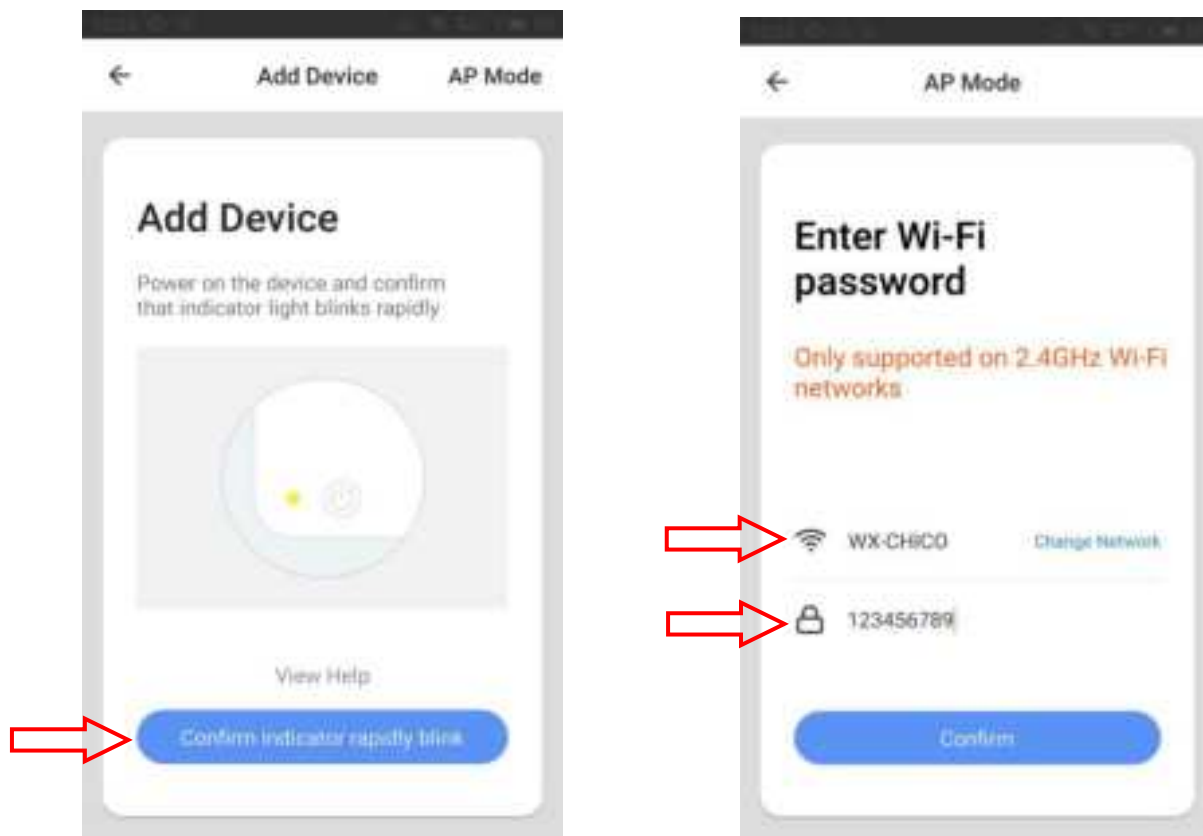 Add Device
AP Mode
Add Device
Power on the device and confirm
that indicator light blinks rapidly
View Help
Confirm indicator rapidly blink
AP Mode
Enter Wi-Fi
password
Only supported on 2.4GHz Wi-Fi
networks
WX-CHICO
Change Network
123456789
Confirm